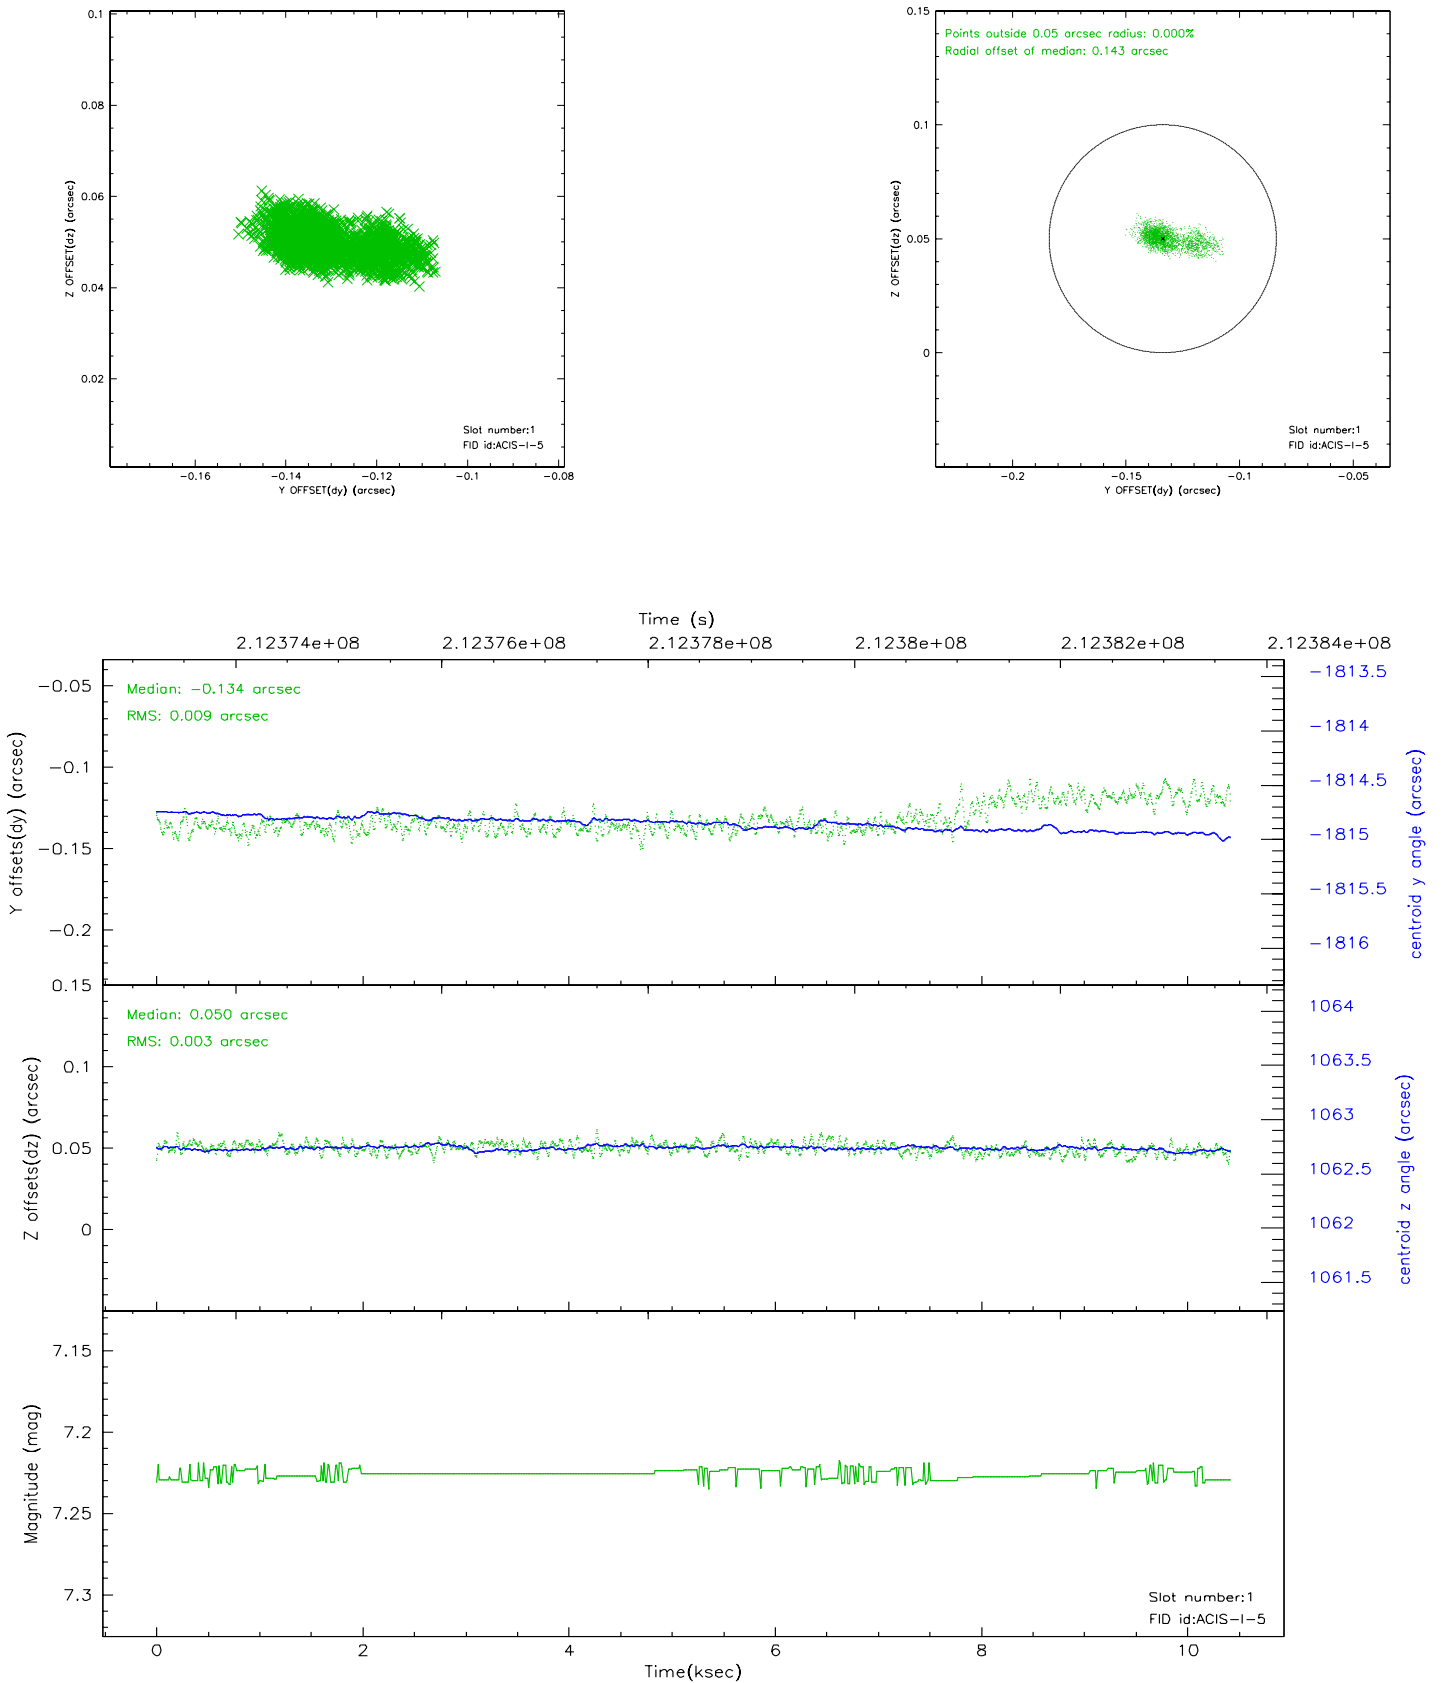 0.1
0.08
0.06
0.04
0.02
Z OFFSET(dz) (arcsec)
Slot number:1
FID id:ACIS-I-5
-0.16 -0.14 -0.12 -0.1 -0.08
Y OFFSET(dy) (arcsec)
0.15
0.1
0.05
0
Z OFFSET(dz) (arcsec)
Points outside 0.05 arcsec radius: 0.000%
Radial offset of median: 0.143 arcsec
Slot number:1
FID id:ACIS-I-5
-0.2 -0.15 -0.1 -0.05
Y OFFSET(dy) (arcsec)
Time (s)
2.12374e+08 2.12376e+08 2.12378e+08 2.1238e+08 2.12382e+08 2.12384e+08
-0.05
-0.1
-0.15
-0.2
Y offsets(dy) (arcsec)
Median: -0.134 arcsec
RMS: 0.009 arcsec
-1813.5
-1814
-1814.5
-1815
-1815.5
-1816
centroid y angle (arcsec)
0.15
0.1
0.05
0
Z offsets(dz) (arcsec)
Median: 0.050 arcsec
RMS: 0.003 arcsec
1064
1063.5
1063
1062.5
1062
1061.5
centroid z angle (arcsec)
7.15
7.2
7.25
7.3
Magnitude (mag)
Slot number:1
FID id:ACIS-I-5
0 2 4 6 8 10
Time(ksec)